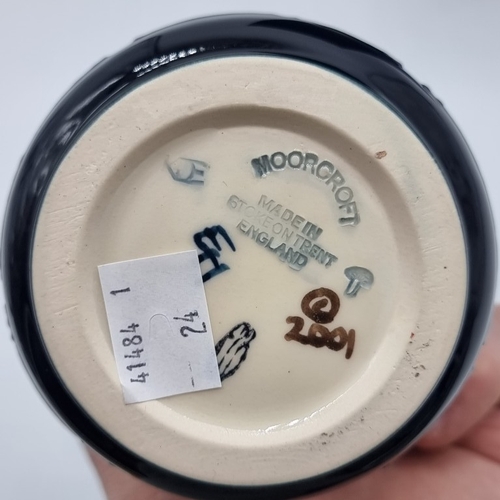 MOORCROFT
MADE IN
STOKE ON TRENT
ENGLAND
© 2001
41484 1
24